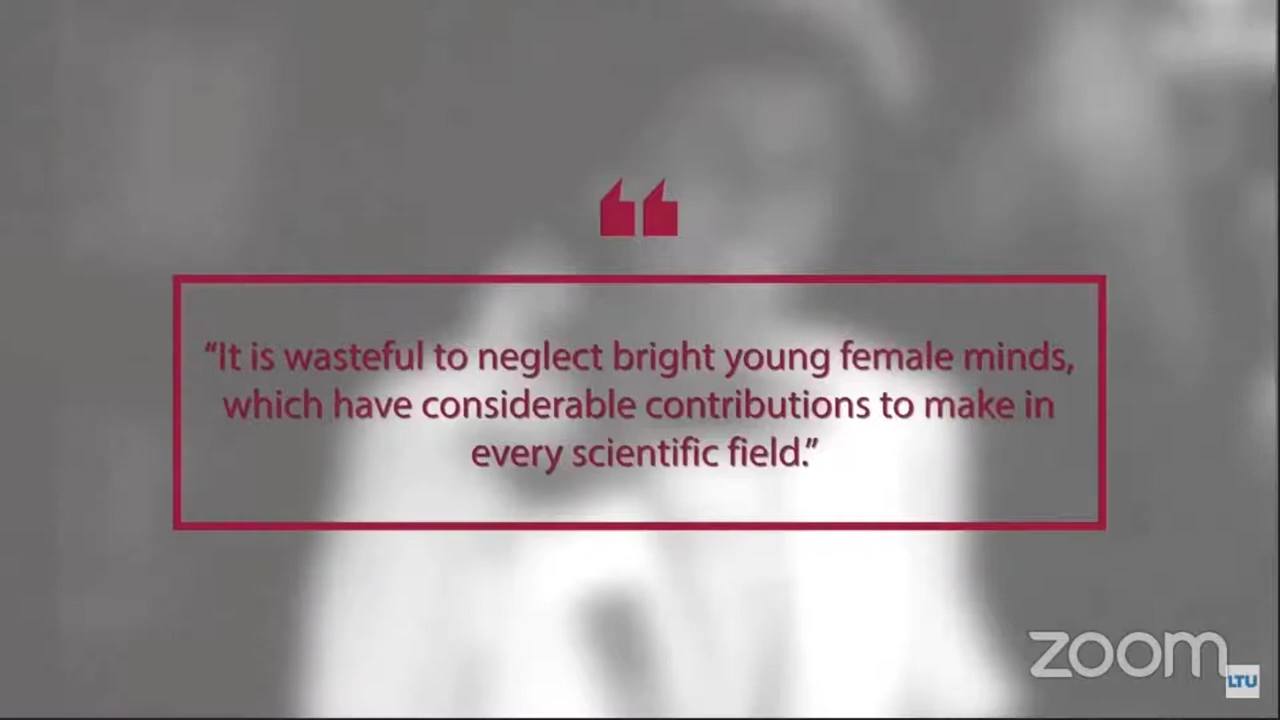 “It is wasteful to neglect bright young female minds,
which have considerable contributions to make in
every scientific field.”
zoom
LTU